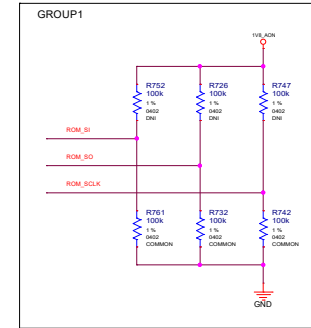 GROUP1
1V8_AON
R752
100k
1 %
0402
DNI
R726
100k
1 %
0402
DNI
R747
100k
1 %
0402
DNI
ROM_SI
ROM_SO
ROM_SCLK
R761
100k
1 %
0402
COMMON
R732
100k
1 %
0402
COMMON
R742
100k
1 %
0402
COMMON
GND